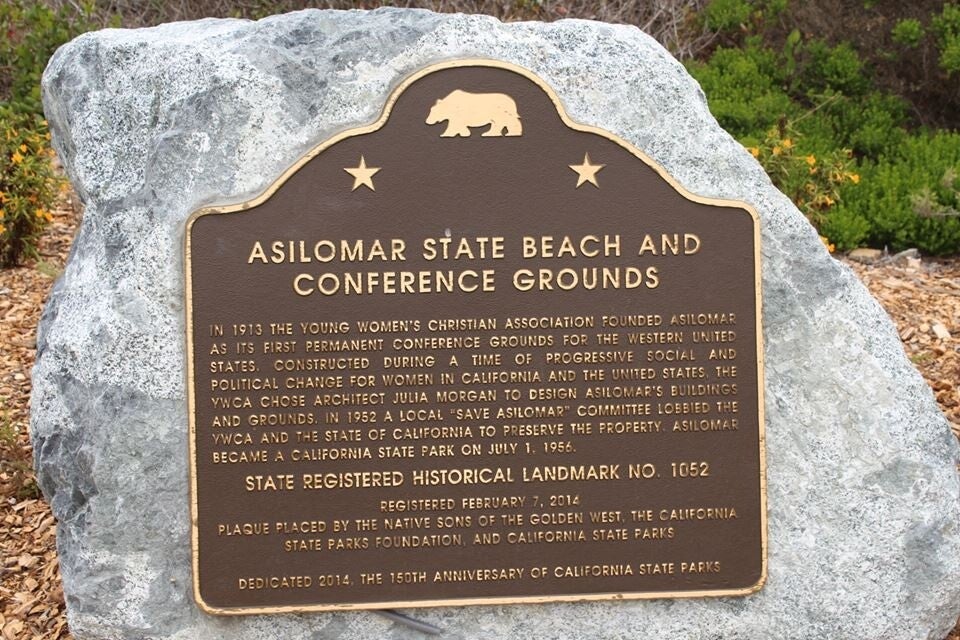 ASILOMAR STATE BEACH AND
CONFERENCE GROUNDS
IN 1913 THE YOUNG WOMEN'S CHRISTIAN ASSOCIATION FOUNDED ASILOMAR
AS ITS FIRST PERMANENT CONFERENCE GROUNDS FOR THE WESTERN UNITED
STATES. CONSTRUCTED DURING A TIME OF PROGRESSIVE SOCIAL AND
POLITICAL CHANGE FOR WOMEN IN CALIFORNIA AND THE UNITED STATES, THE
YWCA CHOSE ARCHITECT JULIA MORGAN TO DESIGN ASILOMAR'S BUILDINGS
AND GROUNDS. IN 1952 A LOCAL "SAVE ASILOMAR" COMMITTEE LOBBIED THE
YWCA AND THE STATE OF CALIFORNIA TO PRESERVE THE PROPERTY. ASILOMAR
BECAME A CALIFORNIA STATE PARK ON JULY 1, 1956.
STATE REGISTERED HISTORICAL LANDMARK NO. 1052
REGISTERED FEBRUARY 7, 2014
PLAQUE PLACED BY THE NATIVE SONS OF THE GOLDEN WEST, THE CALIFORNIA
STATE PARKS FOUNDATION, AND CALIFORNIA STATE PARKS
DEDICATED 2014, THE 150TH ANNIVERSARY OF CALIFORNIA STATE PARKS